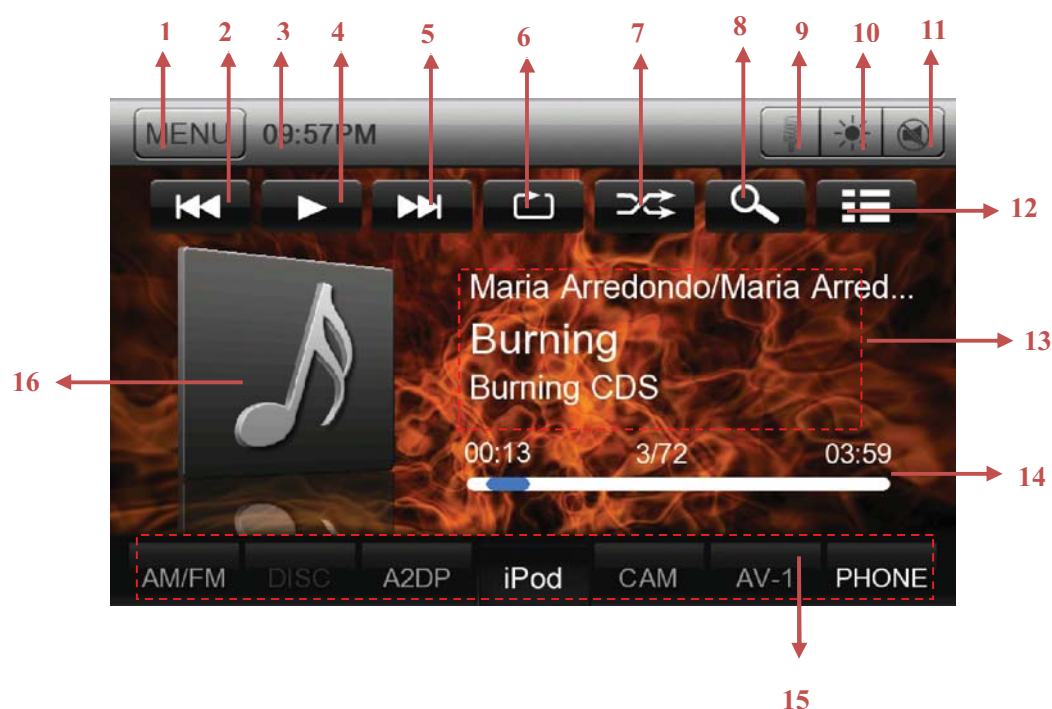 1 2 3 4 5 6 7 8 9 10 11
MENU 09:57PM
12
Maria Arredondo/Maria Arred...
Burning
13
Burning CDS
16
00:13 3/72 03:59
14
AM/FM DISC A2DP iPod CAM AV-1 PHONE
15